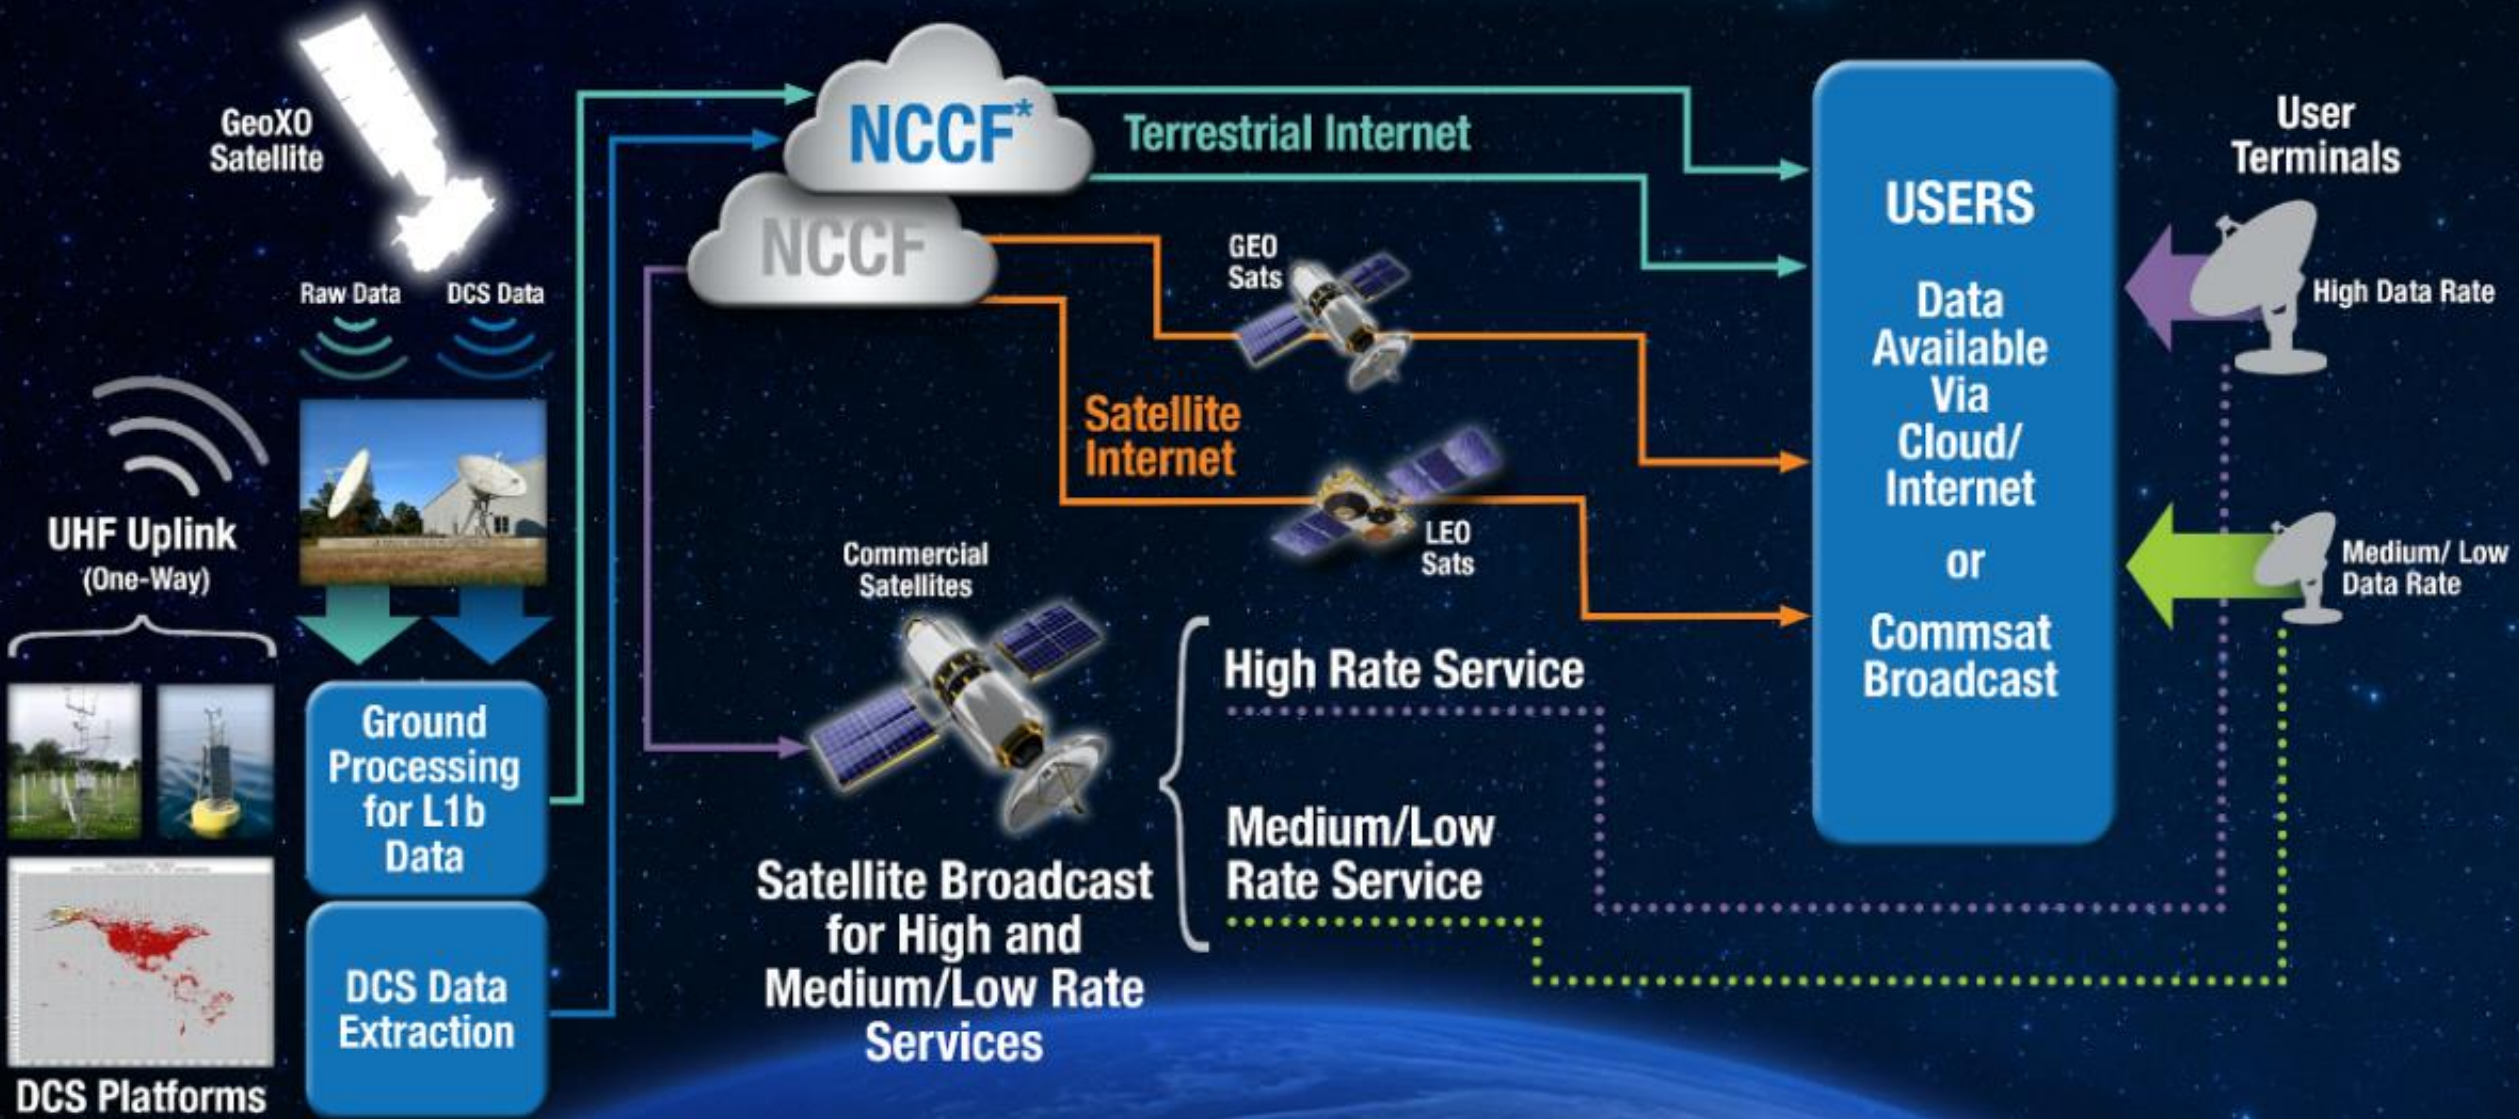 GeoXO
Satellite
Raw Data
DCS Data
UHF Uplink
(One-Way)
DCS Platforms
Ground
Processing
for L1b
Data
DCS Data
Extraction
NCCF*
NCCF
Terrestrial Internet
GEO
Sats
Satellite
Internet
LEO
Sats
Commercial
Satellites
Satellite Broadcast
for High and
Medium/Low Rate
Services
High Rate Service
Medium/Low
Rate Service
USERS
Data
Available
Via
Cloud/
Internet
or
Commsat
Broadcast
User
Terminals
High Data Rate
Medium/ Low
Data Rate